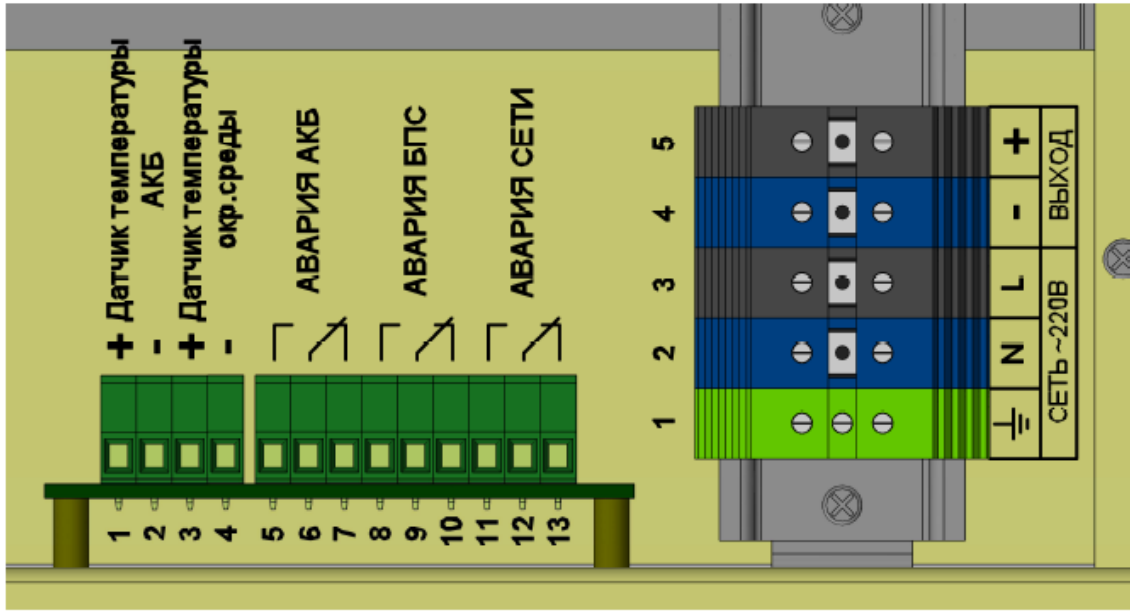 + Датчик температуры
- АКБ
+ Датчик температуры
- окр.среды
АВАРИЯ АКБ
АВАРИЯ БПС
АВАРИЯ СЕТИ
1 2 3 4 5 6 7 8 9 10 11 12 13
5 + ВЫХОД
4 -
3 L СЕТЬ ~220В
2 N
1